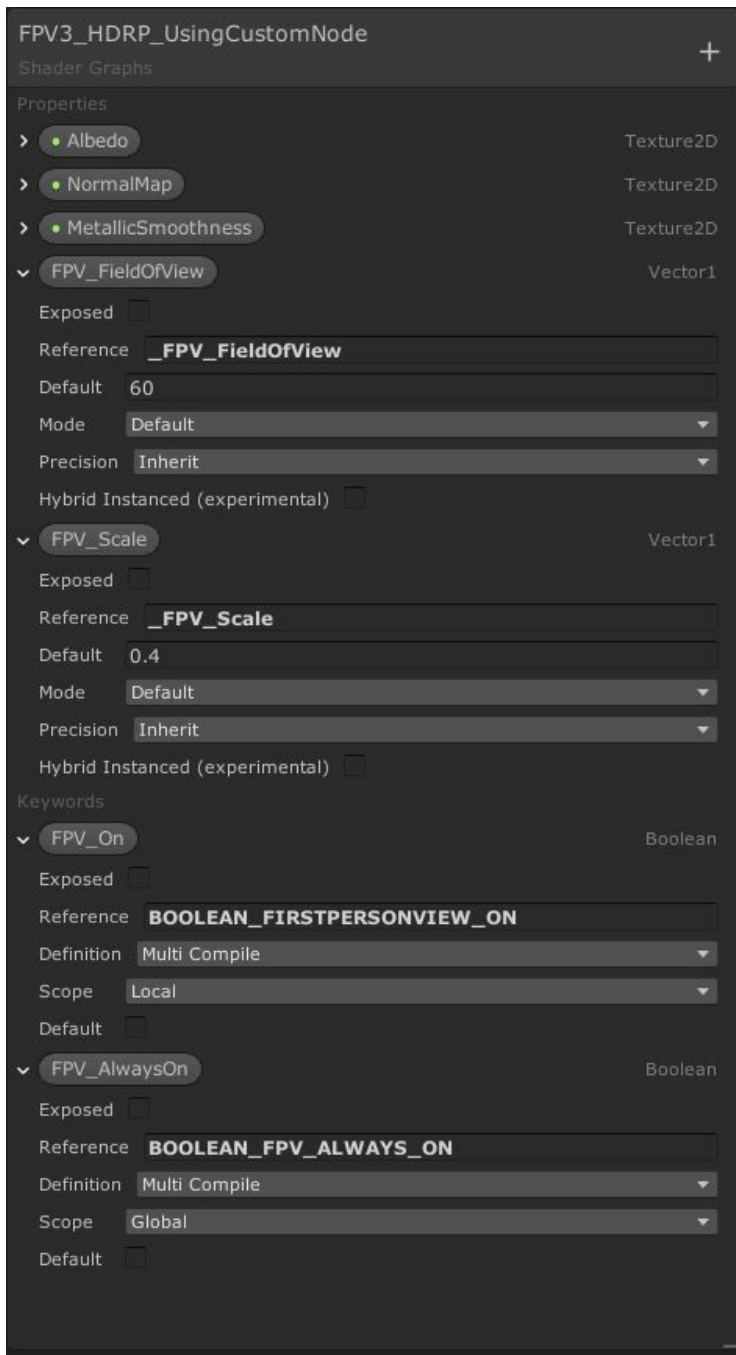 FPV3_HDRP_UsingCustomNode
Shader Graphs
Properties
Albedo Texture2D
NormalMap Texture2D
MetallicSmoothness Texture2D
FPV_FieldOfView Vector1
Exposed
Reference _FPV_FieldOfView
Default 60
Mode Default
Precision Inherit
Hybrid Instanced (experimental)
FPV_Scale Vector1
Exposed
Reference _FPV_Scale
Default 0.4
Mode Default
Precision Inherit
Hybrid Instanced (experimental)
Keywords
FPV_On Boolean
Exposed
Reference BOOLEAN_FIRSTPERSONVIEW_ON
Definition Multi Compile
Scope Local
Default
FPV_AlwaysOn Boolean
Exposed
Reference BOOLEAN_FPV_ALWAYS_ON
Definition Multi Compile
Scope Global
Default